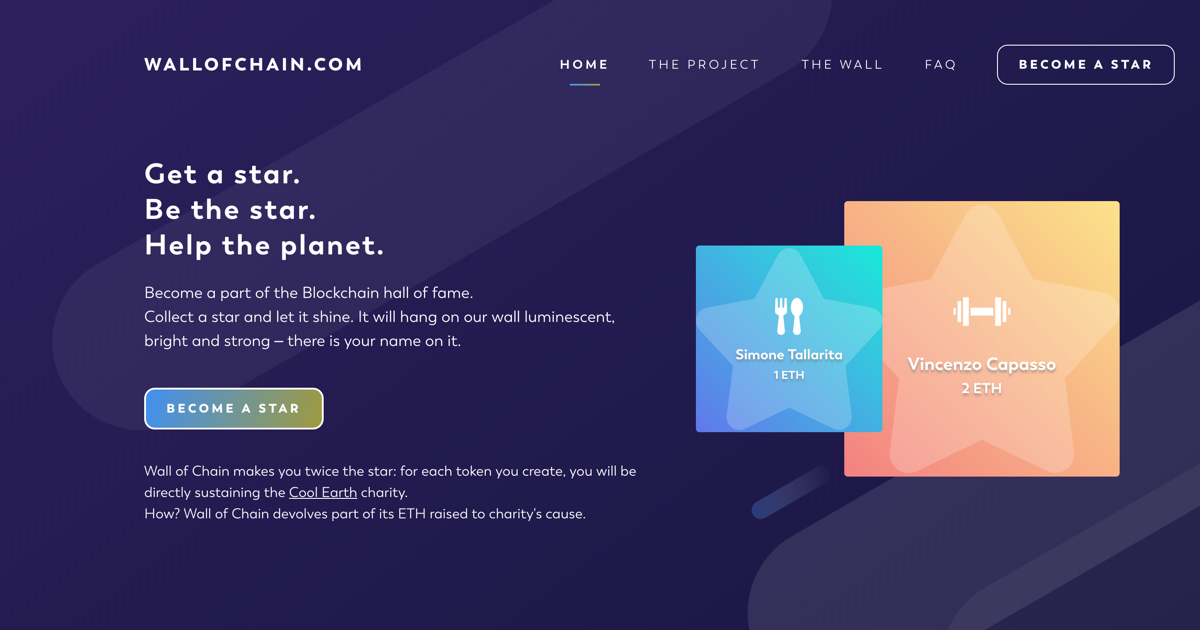 WALLOFCHAIN.COM
HOME
THE PROJECT
THE WALL
FAQ
BECOME A STAR
Get a star.
Be the star.
Help the planet.
Become a part of the Blockchain hall of fame.
Collect a star and let it shine. It will hang on our wall luminescent,
bright and strong – there is your name on it.
BECOME A STAR
Wall of Chain makes you twice the star: for each token you create, you will be
directly sustaining the Cool Earth charity.
How? Wall of Chain devolves part of its ETH raised to charity's cause.
Simone Tallarita
1 ETH
Vincenzo Capasso
2 ETH